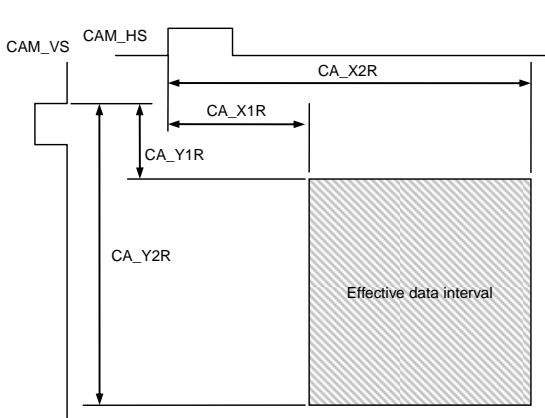 CAM_HS
CAM_VS
CA_X2R
CA_X1R
CA_Y1R
CA_Y2R
Effective data interval